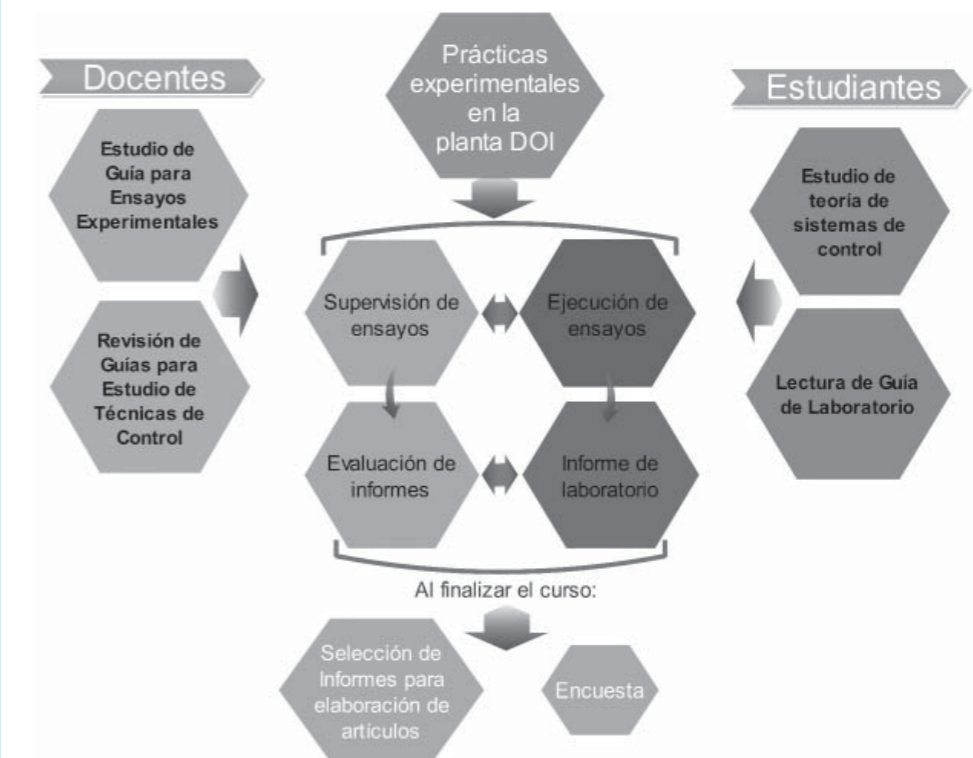 Docentes
Estudio de
Guía para
Ensayos
Experimentales
Revisión de
Guías para
Estudio de
Técnicas de
Control
Prácticas
experimentales
en la
planta DOI
Supervisión de
ensayos
Ejecución de
ensayos
Evaluación de
informes
Informe de
laboratorio
Estudiantes
Estudio de
teoría de
sistemas de
control
Lectura de Guía
de Laboratorio
Al finalizar el curso:
Selección de
Informes para
elaboración de
artículos
Encuesta